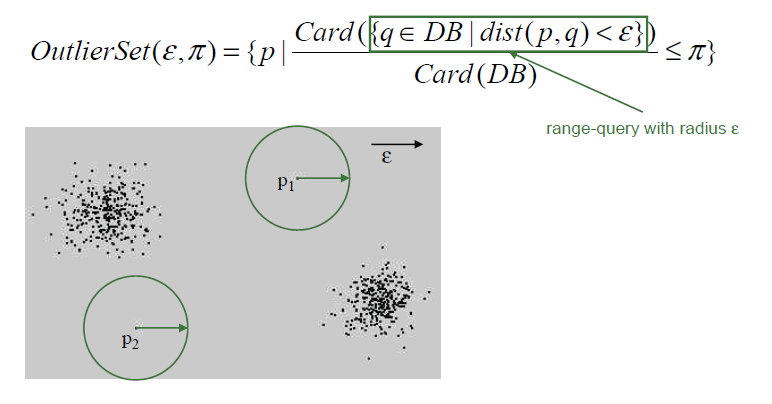 OutlierSet(ε, π) = {p | Card({q ∈ DB | dist(p, q) < ε}) / Card(DB) ≤ π}
range-query with radius ε
ε
p₁
p₂